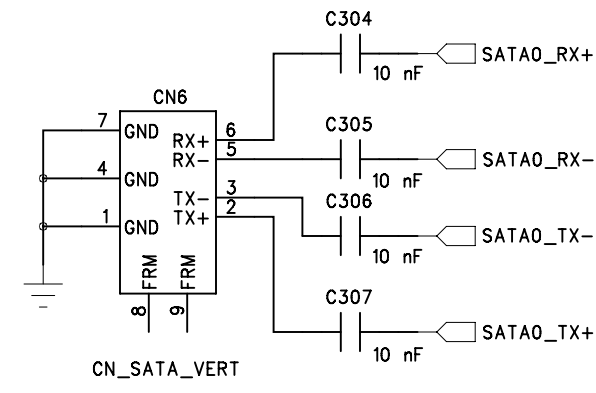 C304
SATA0_RX+
10 nF
CN6
7
GND
RX+
6
C305
RX-
5
SATA0_RX-
10 nF
4
GND
TX-
3
C306
TX+
2
1
GND
SATA0_TX-
10 nF
FRM
FRM
C307
8
9
SATA0_TX+
10 nF
CN_SATA_VERT